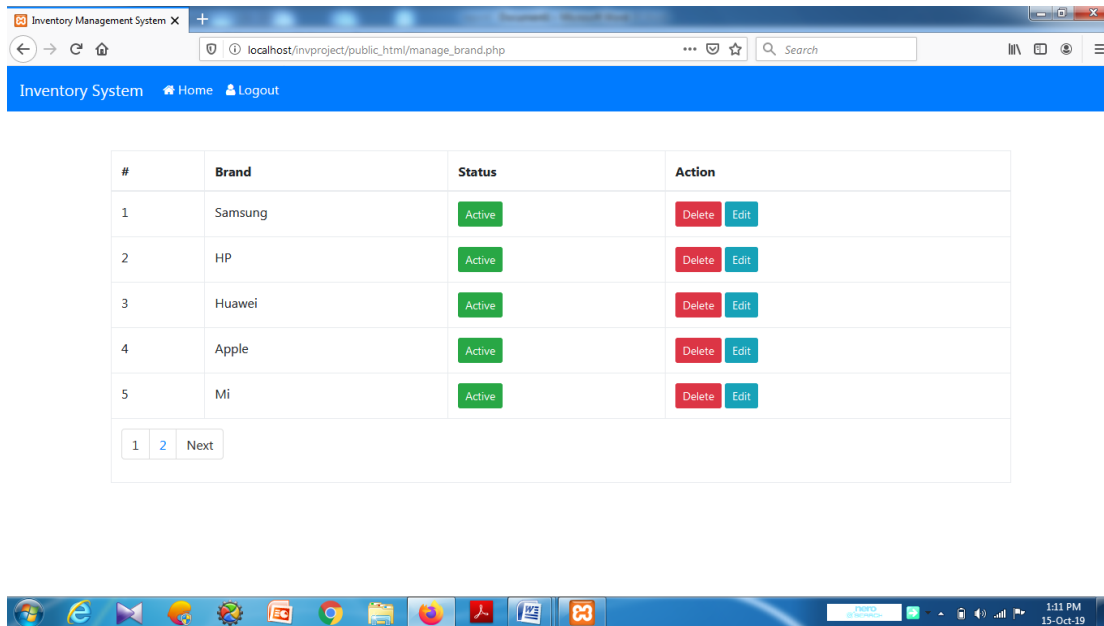 Inventory Management System
localhost/invproject/public_html/manage_brand.php
Search
Inventory System Home Logout
# Brand Status Action
1 Samsung Active Delete Edit
2 HP Active Delete Edit
3 Huawei Active Delete Edit
4 Apple Active Delete Edit
5 Mi Active Delete Edit
1 2 Next
nero
1:11 PM
15-Oct-19